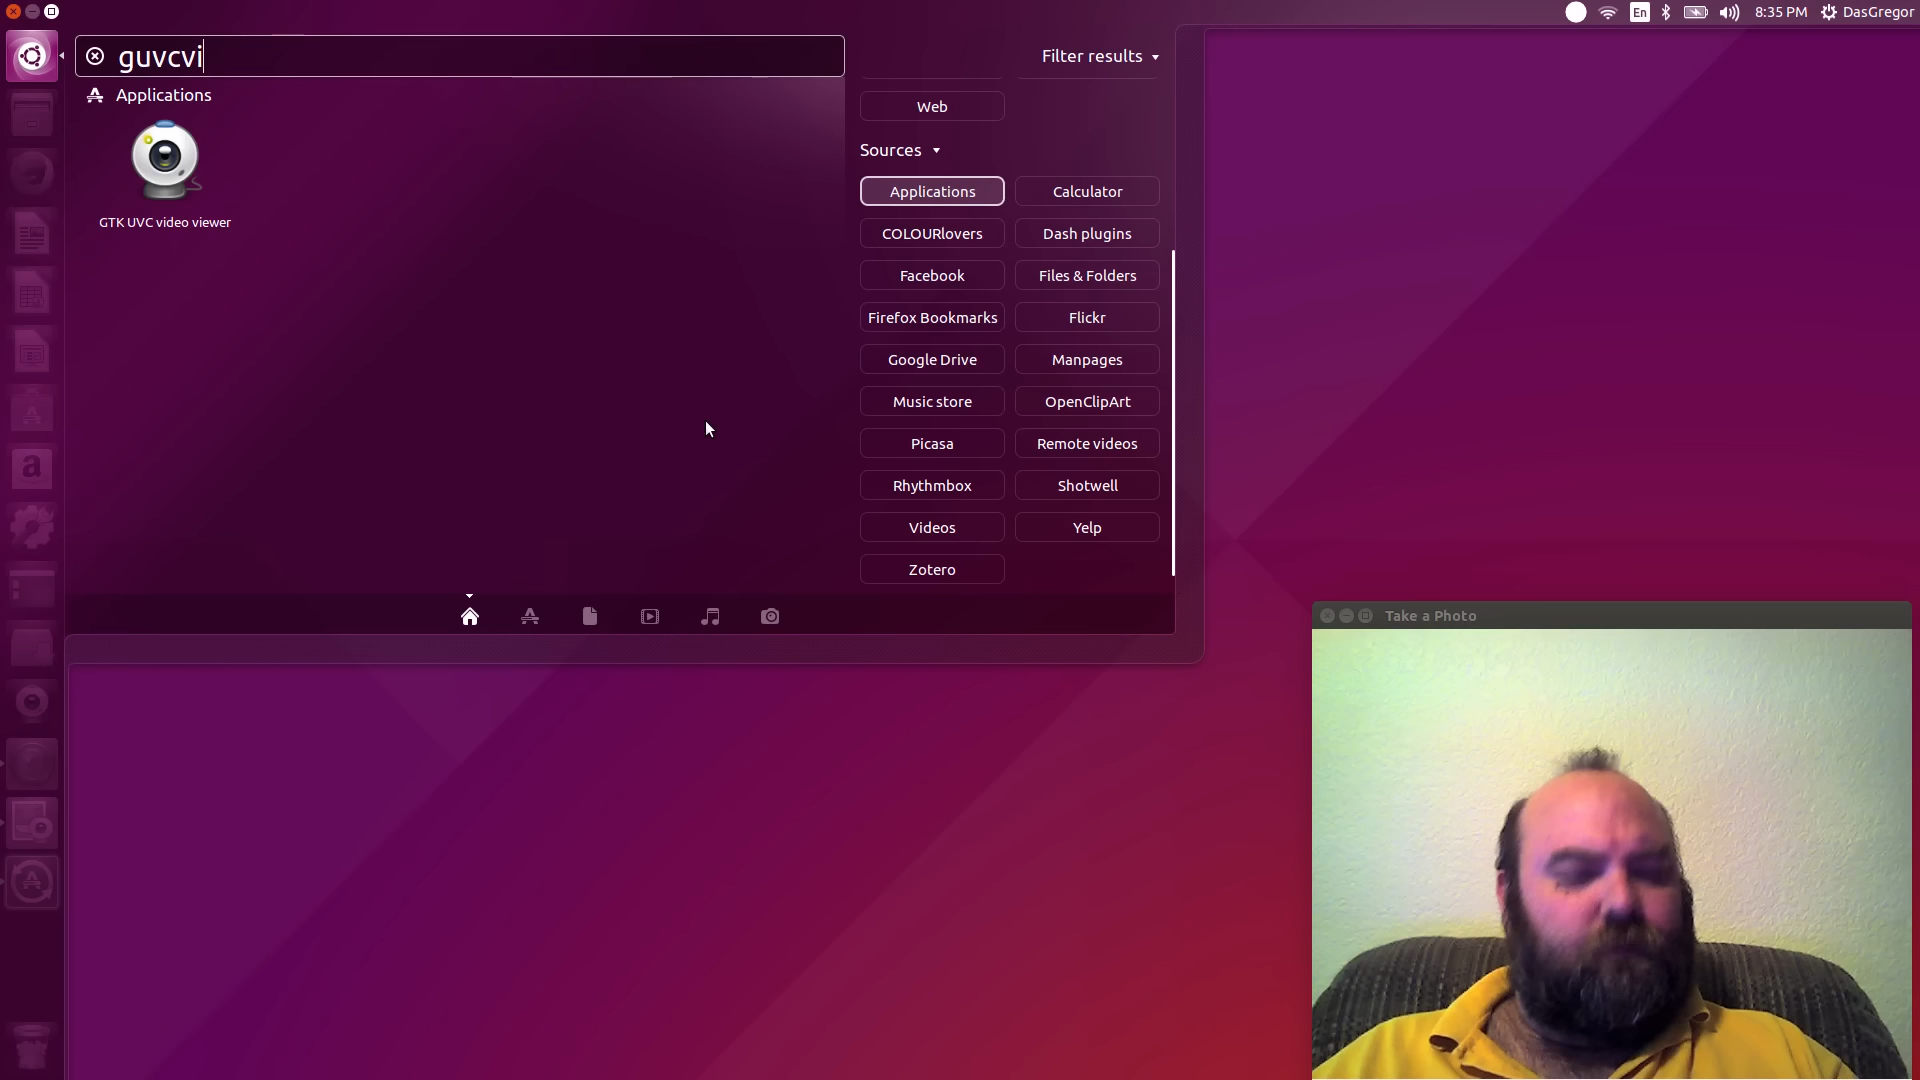 En
8:35 PM
DasGregor
guvcvi
Filter results
Applications
GTK UVC video viewer
Web
Sources
Applications
Calculator
COLOURlovers
Dash plugins
Facebook
Files & Folders
Firefox Bookmarks
Flickr
Google Drive
Manpages
Music store
OpenClipArt
Picasa
Remote videos
Rhythmbox
Shotwell
Videos
Yelp
Zotero
a
Take a Photo